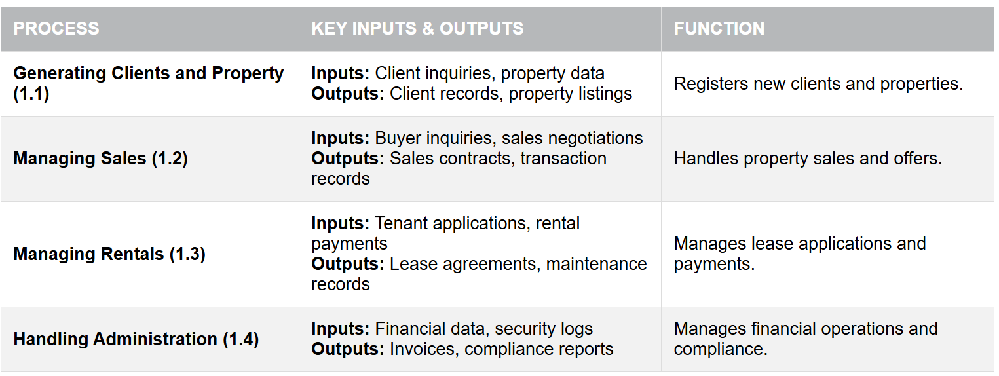 PROCESS
KEY INPUTS & OUTPUTS
FUNCTION
Generating Clients and Property
(1.1)
Inputs: Client inquiries, property data
Outputs: Client records, property listings
Registers new clients and properties.
Managing Sales (1.2)
Inputs: Buyer inquiries, sales negotiations
Outputs: Sales contracts, transaction
records
Handles property sales and offers.
Managing Rentals (1.3)
Inputs: Tenant applications, rental
payments
Outputs: Lease agreements, maintenance
records
Manages lease applications and
payments.
Handling Administration (1.4)
Inputs: Financial data, security logs
Outputs: Invoices, compliance reports
Manages financial operations and
compliance.